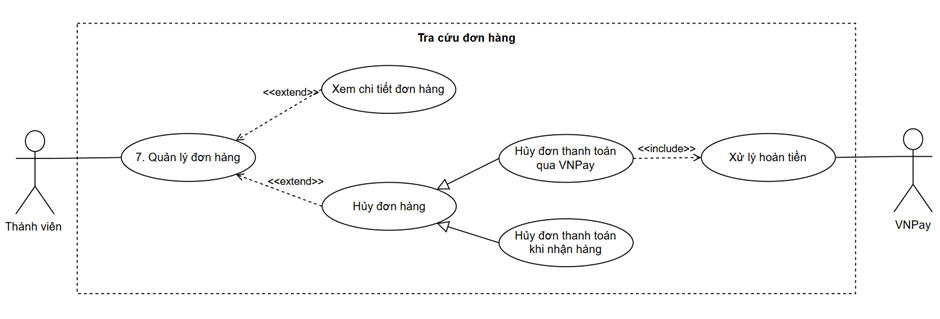 Tra cứu đơn hàng
<<extend>>
Xem chi tiết đơn hàng
7. Quản lý đơn hàng
Hủy đơn thanh toán
qua VNPay
<<include>>
Xử lý hoàn tiền
<<extend>>
Hủy đơn hàng
Thành viên
VNPay
Hủy đơn thanh toán
khi nhận hàng